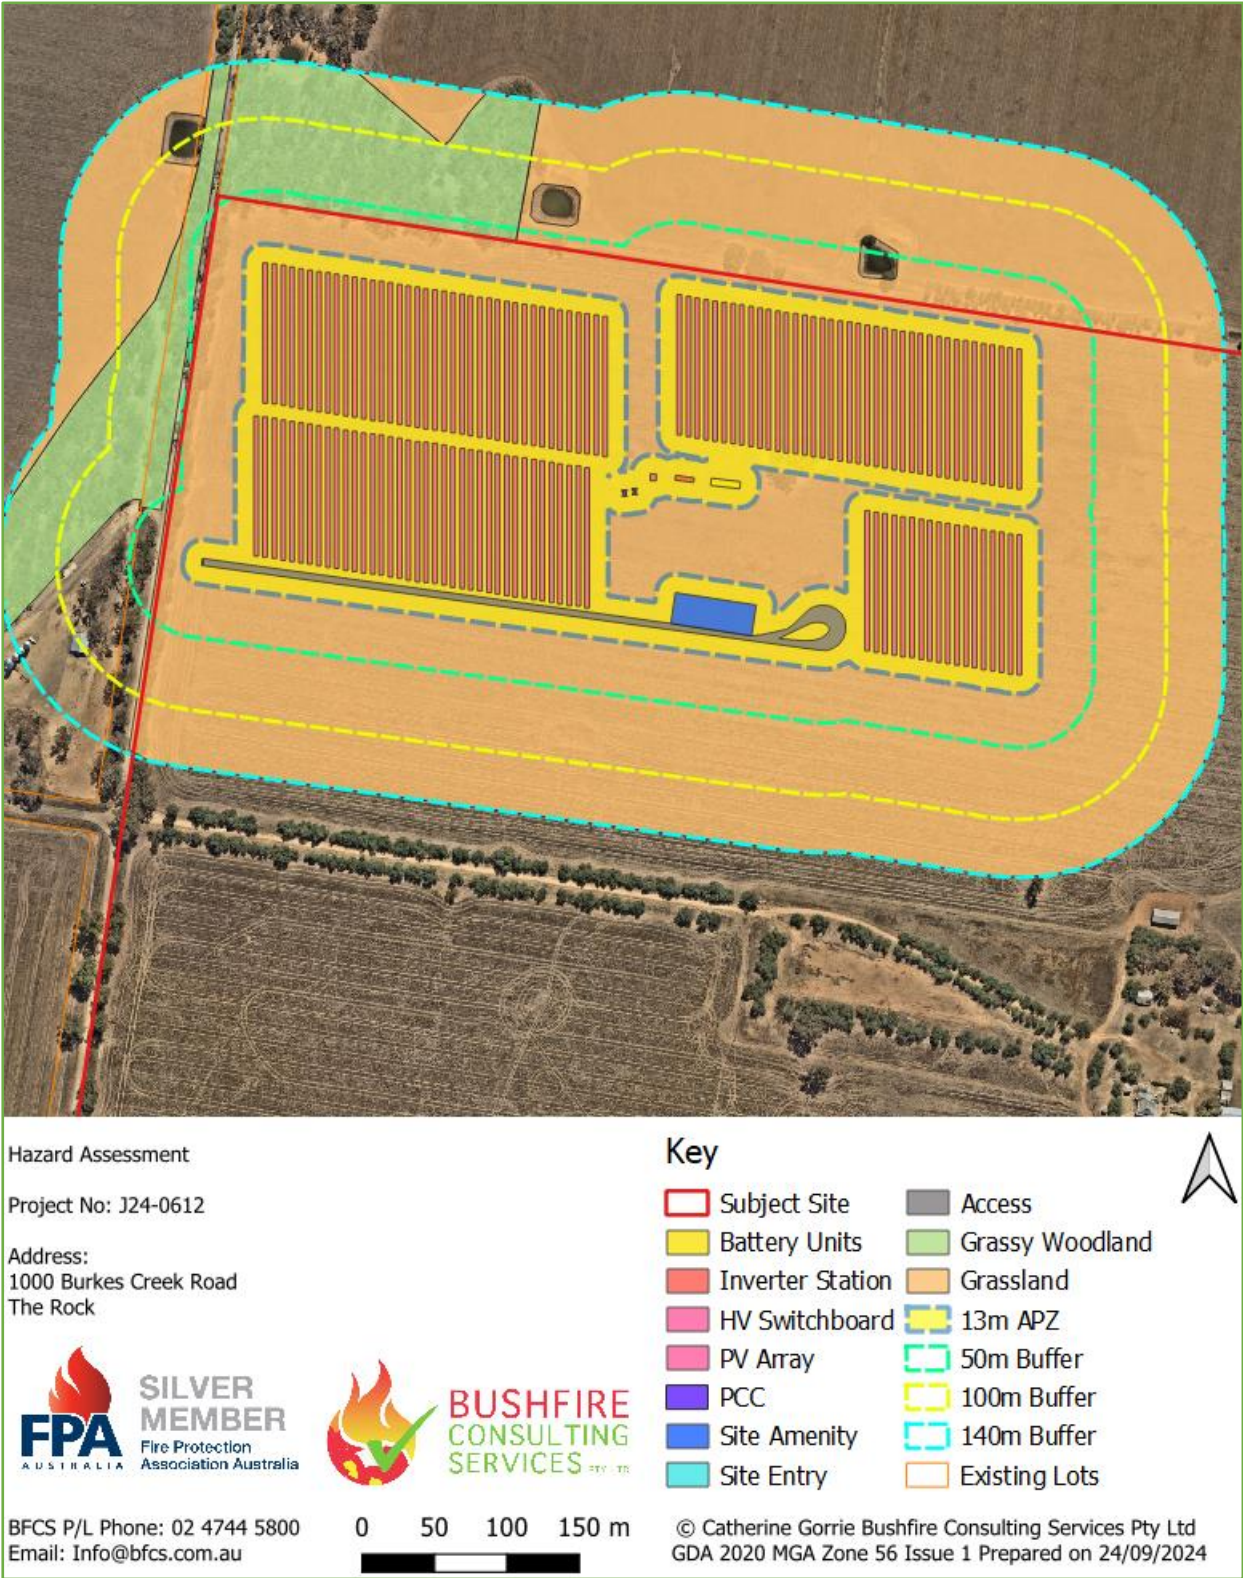 Hazard Assessment
Project No: J24-0612
Address:
1000 Burkes Creek Road
The Rock
FPA
AUSTRALIA
SILVER
MEMBER
Fire Protection
Association Australia
BUSHFIRE
CONSULTING
SERVICES PTY LTD
BFCS P/L Phone: 02 4744 5800
Email: Info@bfcs.com.au
0 50 100 150 m
Key
Subject Site
Battery Units
Inverter Station
HV Switchboard
PV Array
PCC
Site Amenity
Site Entry
Access
Grassy Woodland
Grassland
13m APZ
50m Buffer
100m Buffer
140m Buffer
Existing Lots
© Catherine Gorrie Bushfire Consulting Services Pty Ltd
GDA 2020 MGA Zone 56 Issue 1 Prepared on 24/09/2024